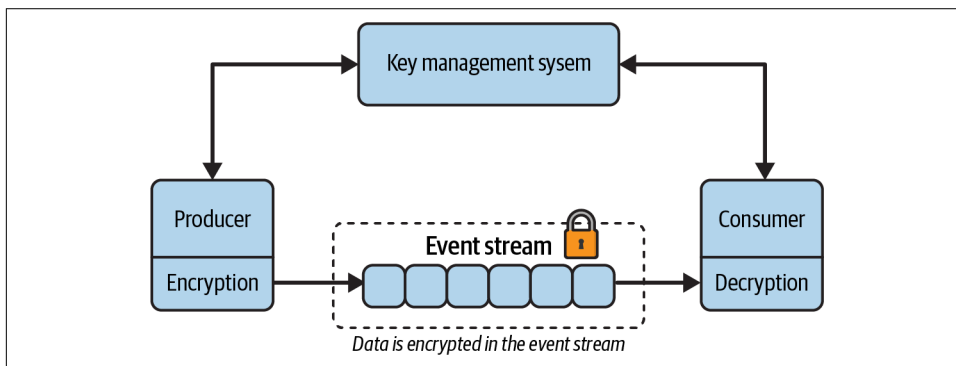 Key management sysem
Producer
Encryption
Event stream
Data is encrypted in the event stream
Consumer
Decryption